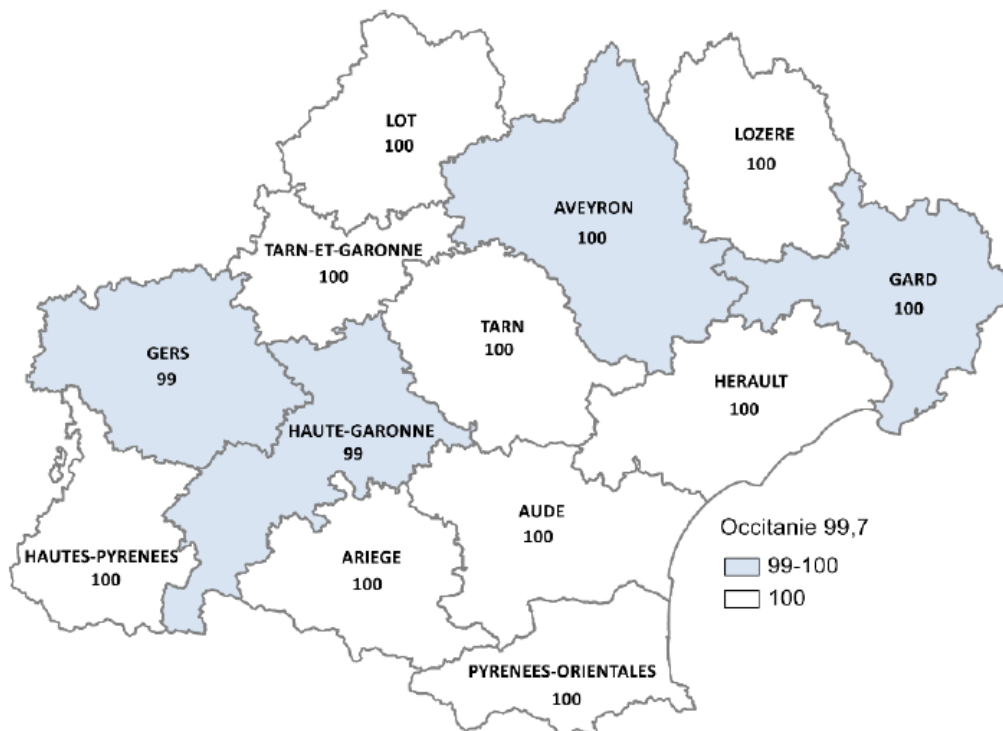 LOT
100
LOZERE
100
AVEYRON
100
TARN-ET-GARONNE
100
GARD
100
GERS
99
TARN
100
HERAULT
100
HAUTE-GARONNE
99
AUDE
100
HAUTES-PYRENEES
100
ARIEGE
100
PYRENEES-ORIENTALES
100
Occitanie 99,7
99-100
100